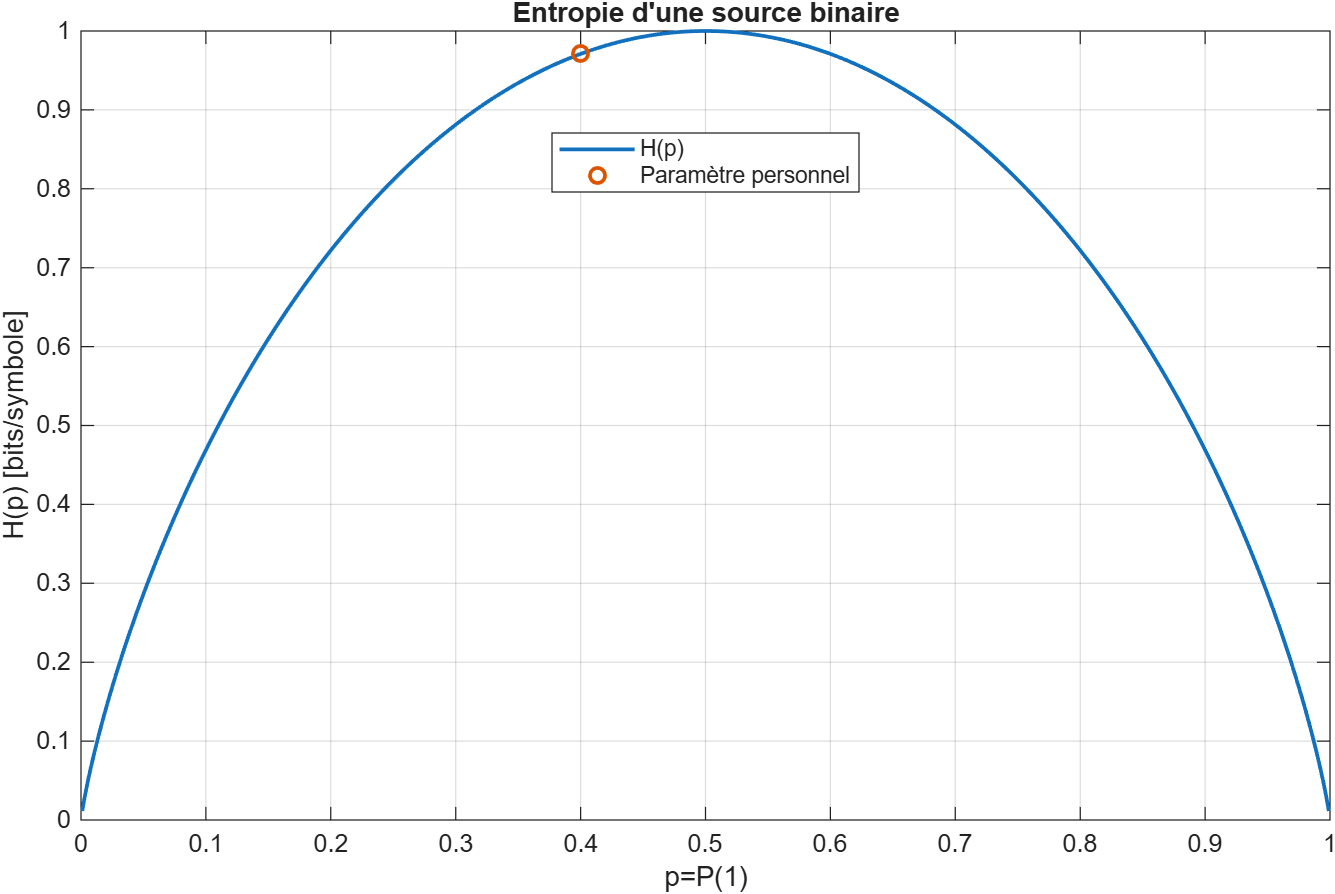 Entropie d'une source binaire
1
0.9
0.8
0.7
0.6
0.5
0.4
0.3
0.2
0.1
0
H(p) [bits/symbole]
H(p)
Paramètre personnel
0 0.1 0.2 0.3 0.4 0.5 0.6 0.7 0.8 0.9 1
p=P(1)